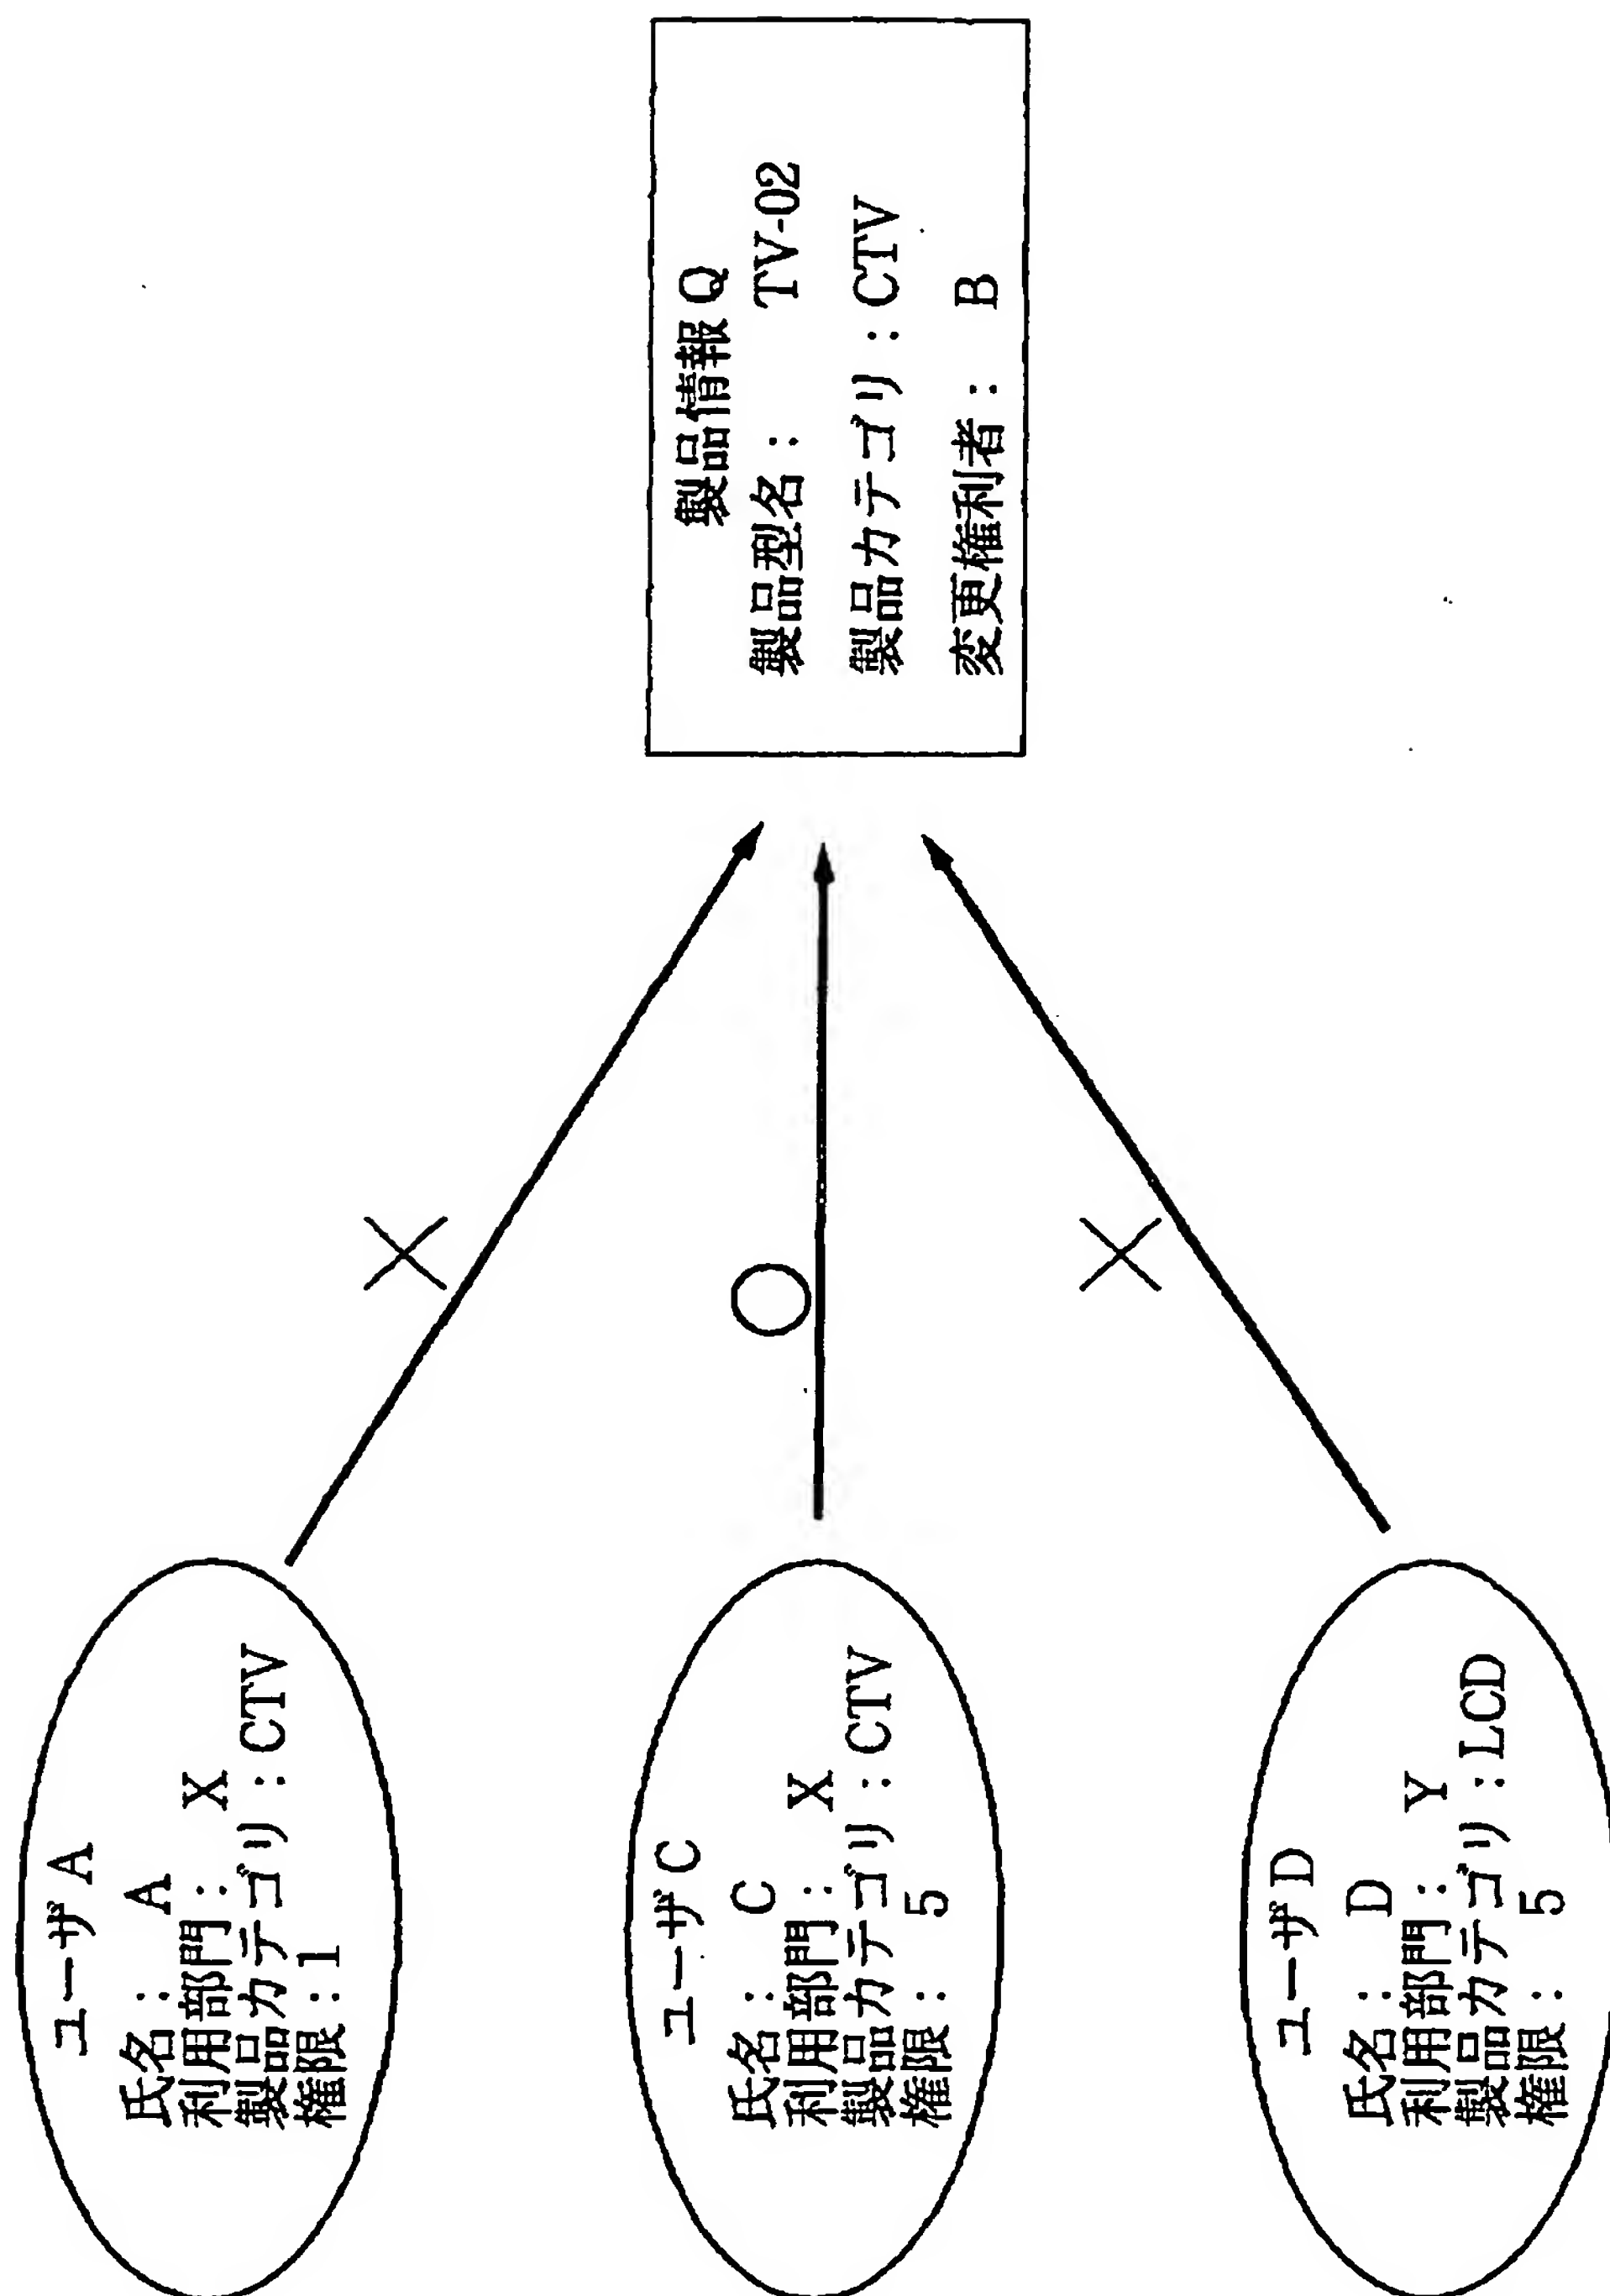 ユーザA
氏名： A
利用部門： X
製品カテゴリ：CTV
権限：1
ユーザC
氏名： C
利用部門： X
製品カテゴリ：CTV
権限： 5
ユーザD
氏名： D
利用部門： Y
製品カテゴリ：LCD
権限： 5
製品情報Q
製品型名： TV-02
製品カテゴリ：CTV
変更権利者： B